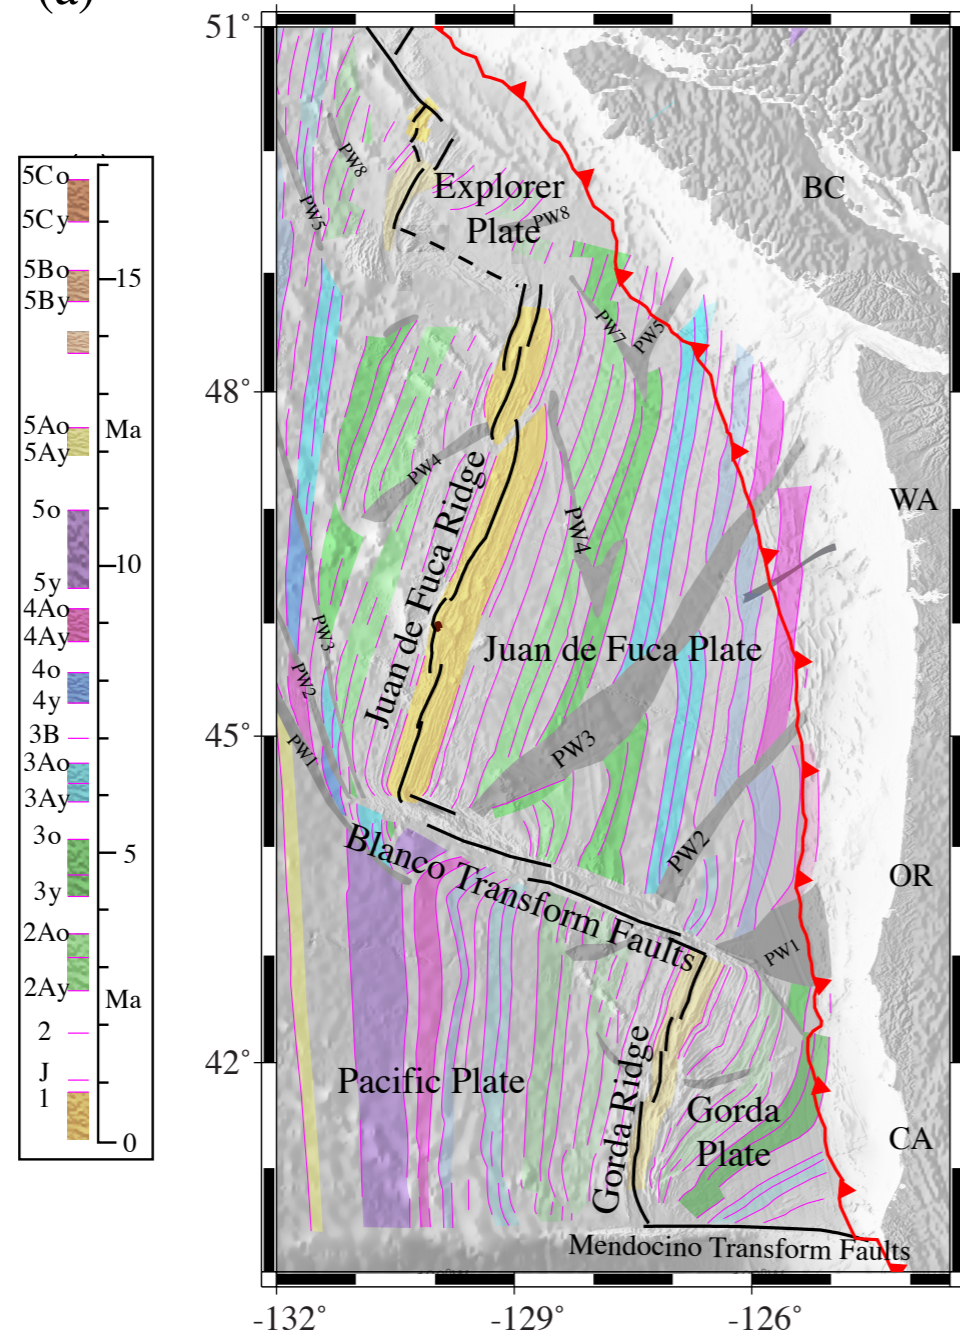 (a)
5Co
5Cy
5Bo
5By
15
5Ao
5Ay
Ma
5o
10
5y
4Ao
4Ay
4o
4y
3B
3Ao
3Ay
3o
5
3y
2Ao
2Ay
Ma
2
J
1
0
51°
48°
45°
42°
-132°
-129°
-126°
BC
WA
OR
CA
PW8
PW5
Explorer
Plate
PW8
PW7
PW5
PW4
PW4
Juan de Fuca Ridge
Juan de Fuca Plate
PW3
PW2
PW1
PW3
PW2
Blanco Transform Faults
PW1
Pacific Plate
Gorda Ridge
Gorda
Plate
Mendocino Transform Faults